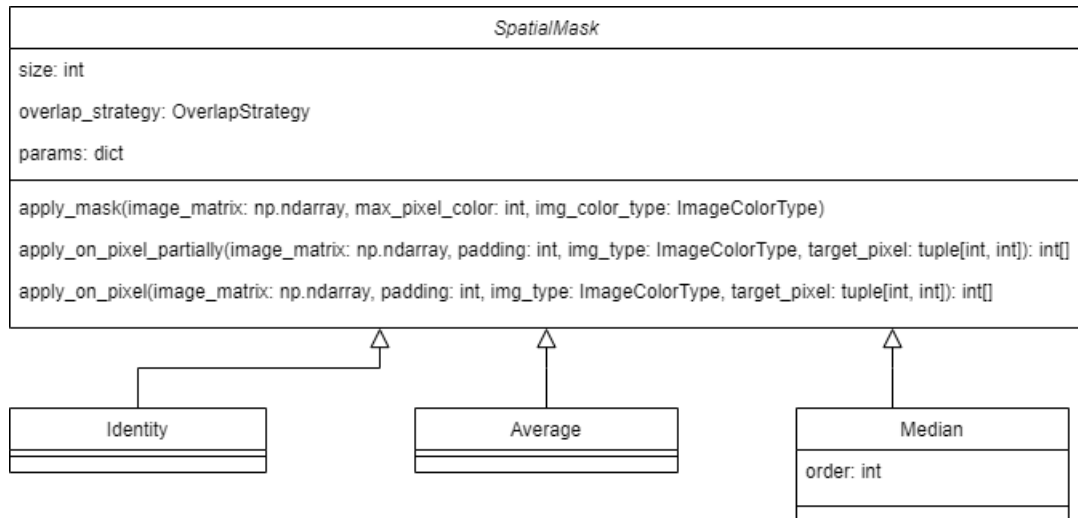 SpatialMask
size: int
overlap_strategy: OverlapStrategy
params: dict
apply_mask(image_matrix: np.ndarray, max_pixel_color: int, img_color_type: ImageColorType)
apply_on_pixel_partially(image_matrix: np.ndarray, padding: int, img_type: ImageColorType, target_pixel: tuple[int, int]): int[]
apply_on_pixel(image_matrix: np.ndarray, padding: int, img_type: ImageColorType, target_pixel: tuple[int, int]): int[]
Identity
Average
Median
order: int